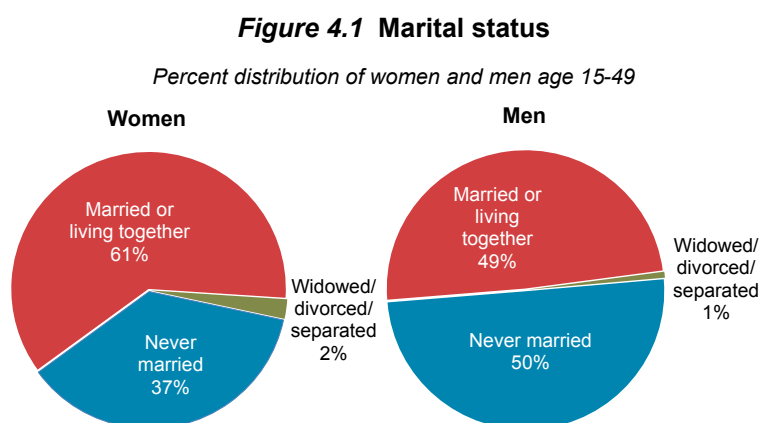 Figure 4.1 Marital status
Percent distribution of women and men age 15-49
Women
Married or
living together
61%
Widowed/
divorced/
separated
2%
Never
married
37%
Men
Married or
living
together
49%
Widowed/
divorced/
separated
1%
Never married
50%